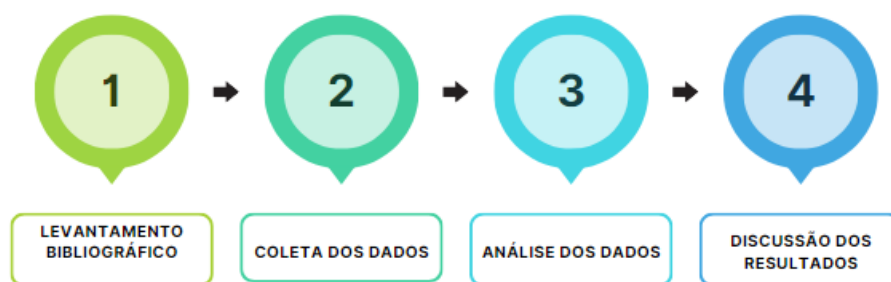 1
2
3
4
LEVANTAMENTO
BIBLIOGRÁFICO
COLETA DOS DADOS
ANÁLISE DOS DADOS
DISCUSSÃO DOS
RESULTADOS